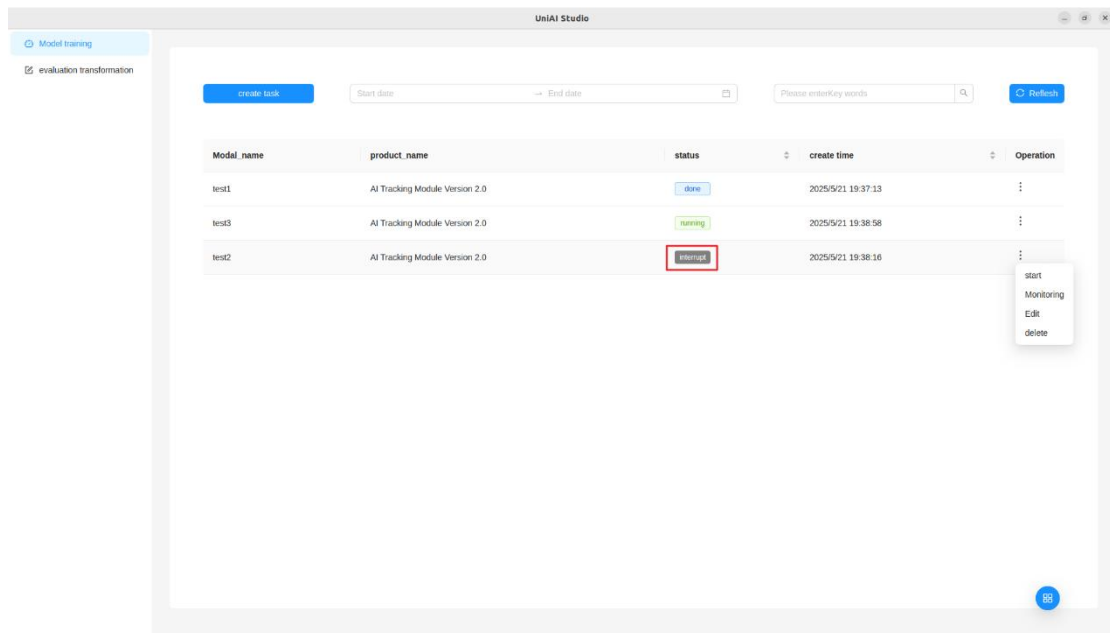 UniAI Studio
Model training
evaluation transformation
create task
Start date → End date
Please enterKey words
Reflesh
Modal_name product_name status create time Operation
test1 AI Tracking Module Version 2.0 done 2025/5/21 19:37:13
test3 AI Tracking Module Version 2.0 running 2025/5/21 19:38:58
test2 AI Tracking Module Version 2.0 interrupt 2025/5/21 19:38:16
start
Monitoring
Edit
delete